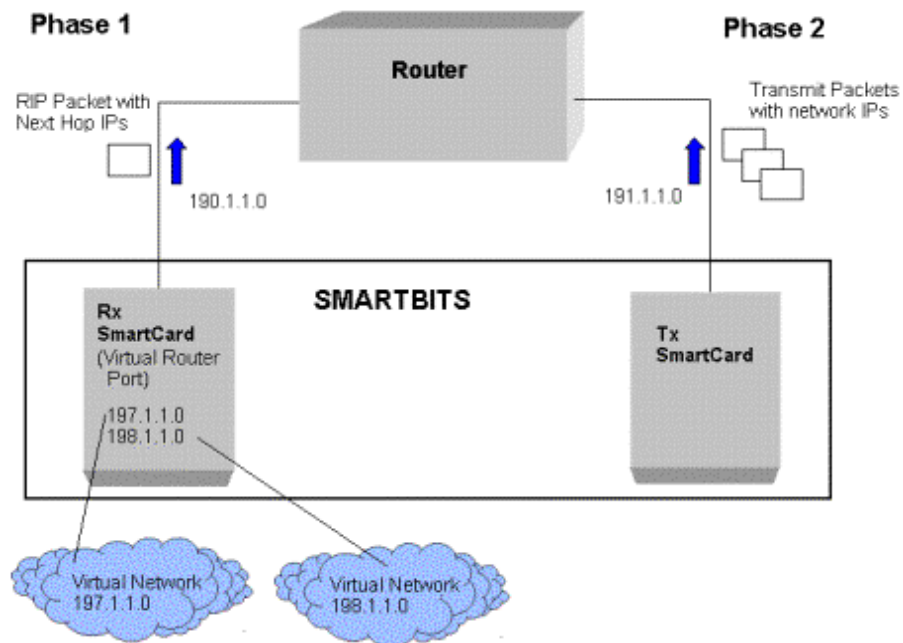 Phase 1
Router
Phase 2
RIP Packet with
Next Hop IPs
Transmit Packets
with network IPs
190.1.1.0
191.1.1.0
SMARTBITS
Rx
SmartCard
(Virtual Router
Port)
197.1.1.0
198.1.1.0
Tx
SmartCard
Virtual Network
197.1.1.0
Virtual Network
198.1.1.0